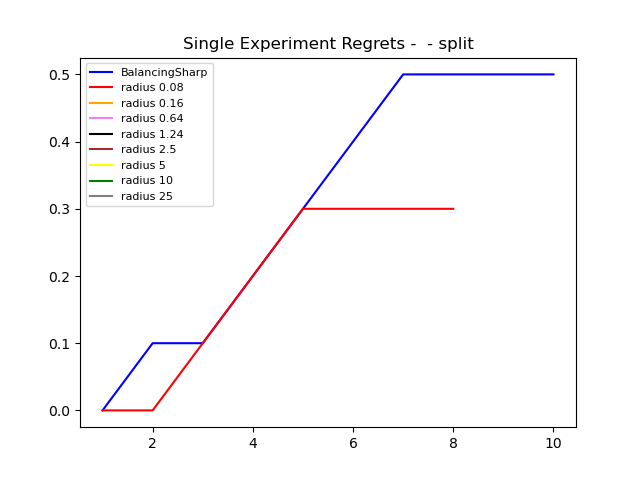 Single Experiment Regrets -  - split
BalancingSharp
radius 0.08
radius 0.16
radius 0.64
radius 1.24
radius 2.5
radius 5
radius 10
radius 25
0.5
0.4
0.3
0.2
0.1
0.0
2 4 6 8 10